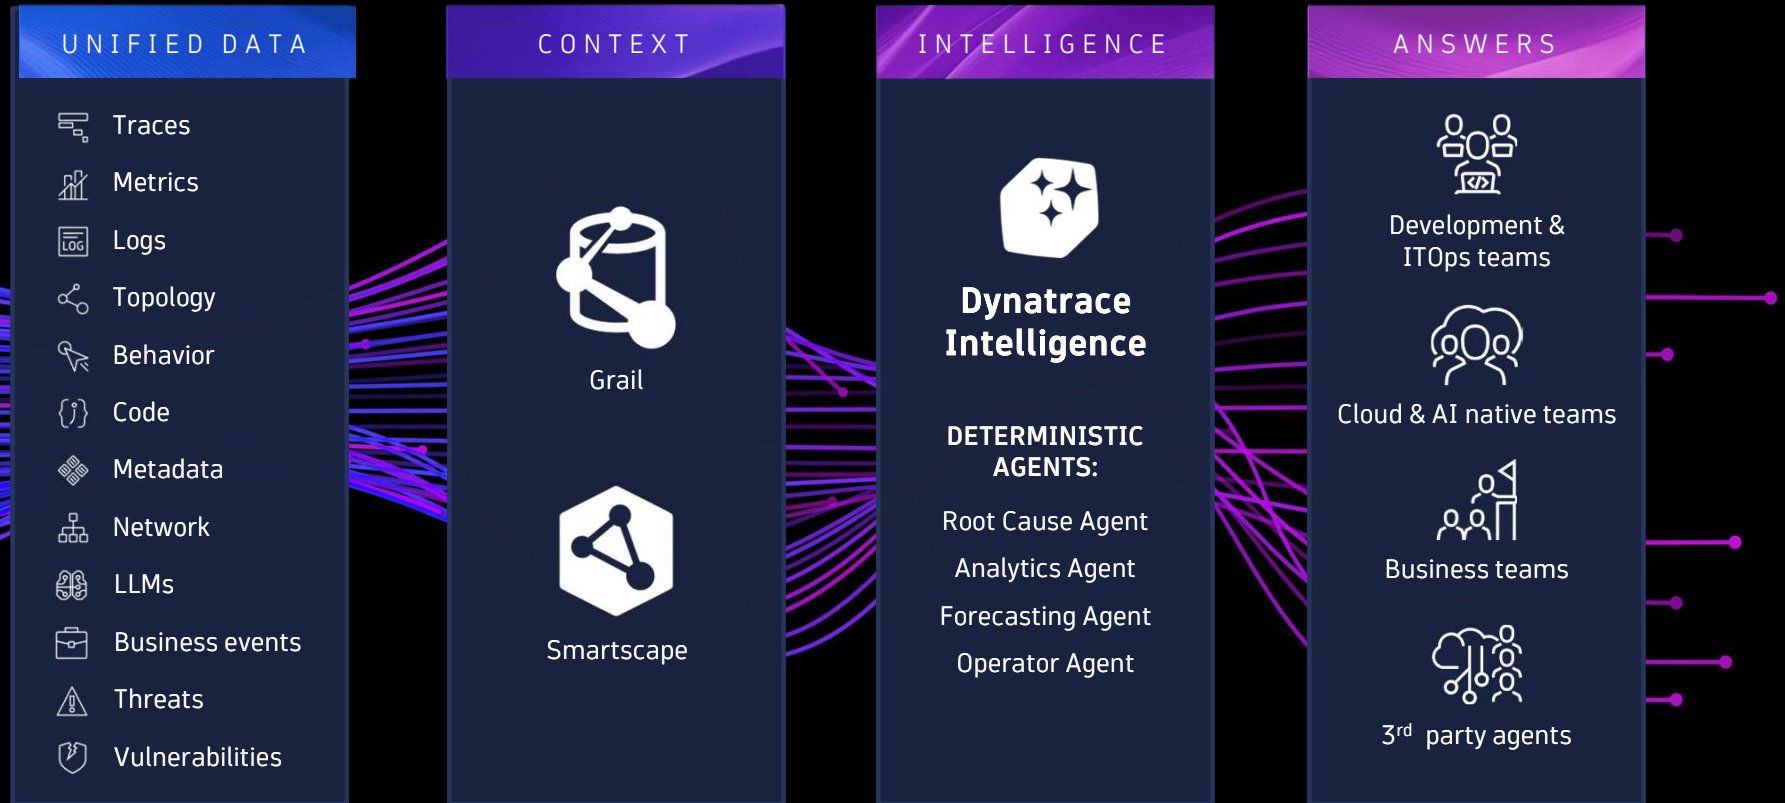 UNIFIED DATA
Traces
Metrics
LOG
Logs
Topology
Behavior
{i}
Code
Metadata
Network
LLMs
Business events
Threats
Vulnerabilities
CONTEXT
Grail
Smartscape
INTELLIGENCE
Dynatrace
Intelligence
DETERMINISTIC
AGENTS:
Root Cause Agent
Analytics Agent
Forecasting Agent
Operator Agent
ANSWERS
</>
Development &
ITOps teams
Cloud & AI native teams
Business teams
3rd party agents